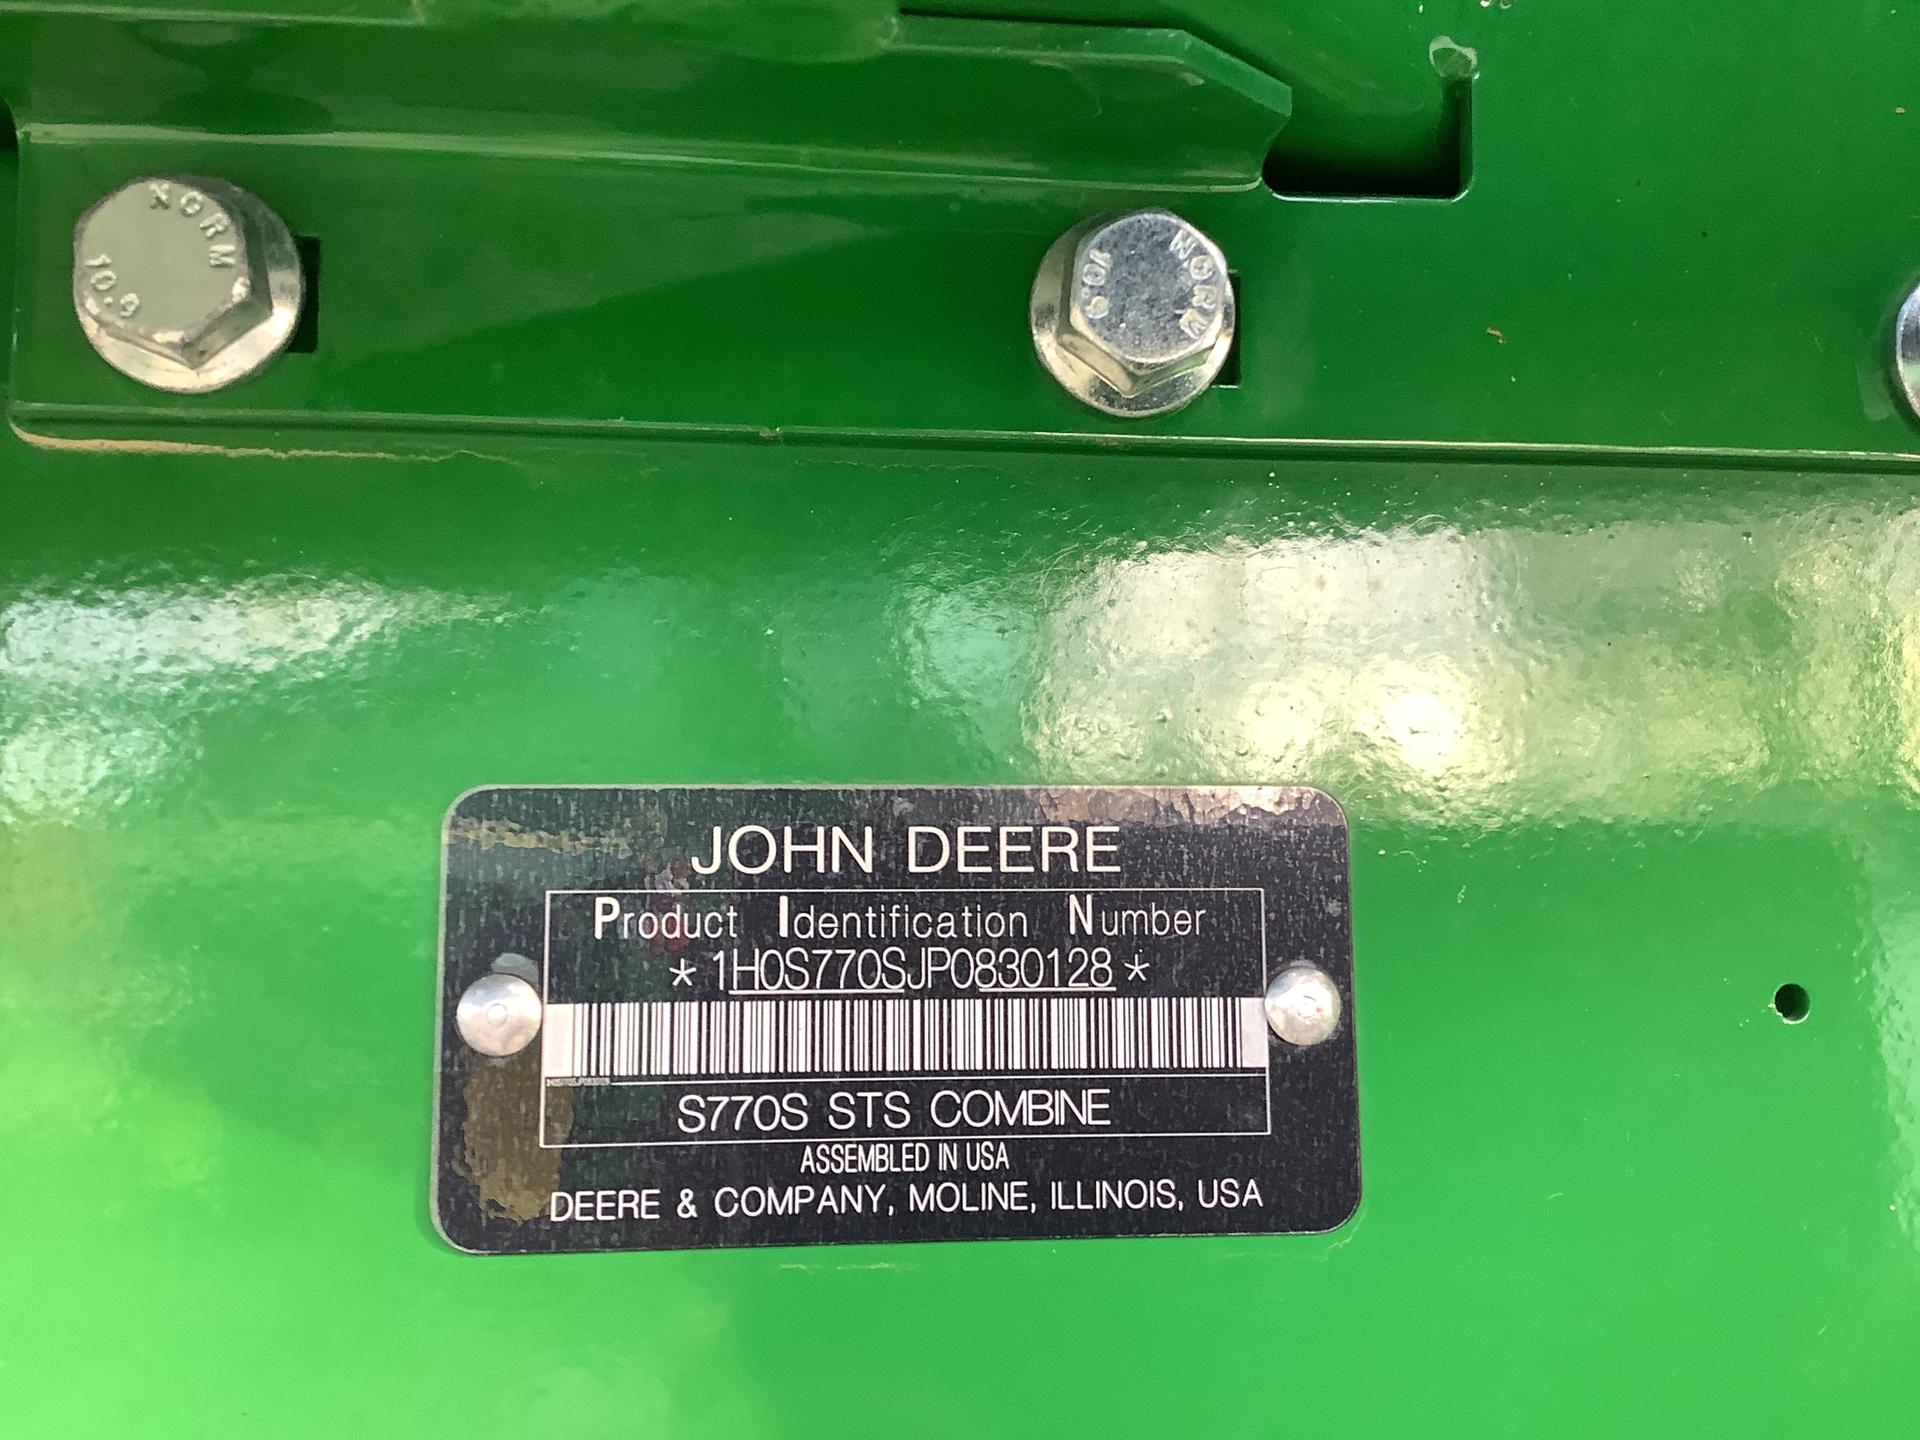 NORM
10.9
NORM
10.9
JOHN DEERE
Product Identification Number
*1H0S770SJP0830128*
S770S STS COMBINE
ASSEMBLED IN USA
DEERE & COMPANY, MOLINE, ILLINOIS, USA